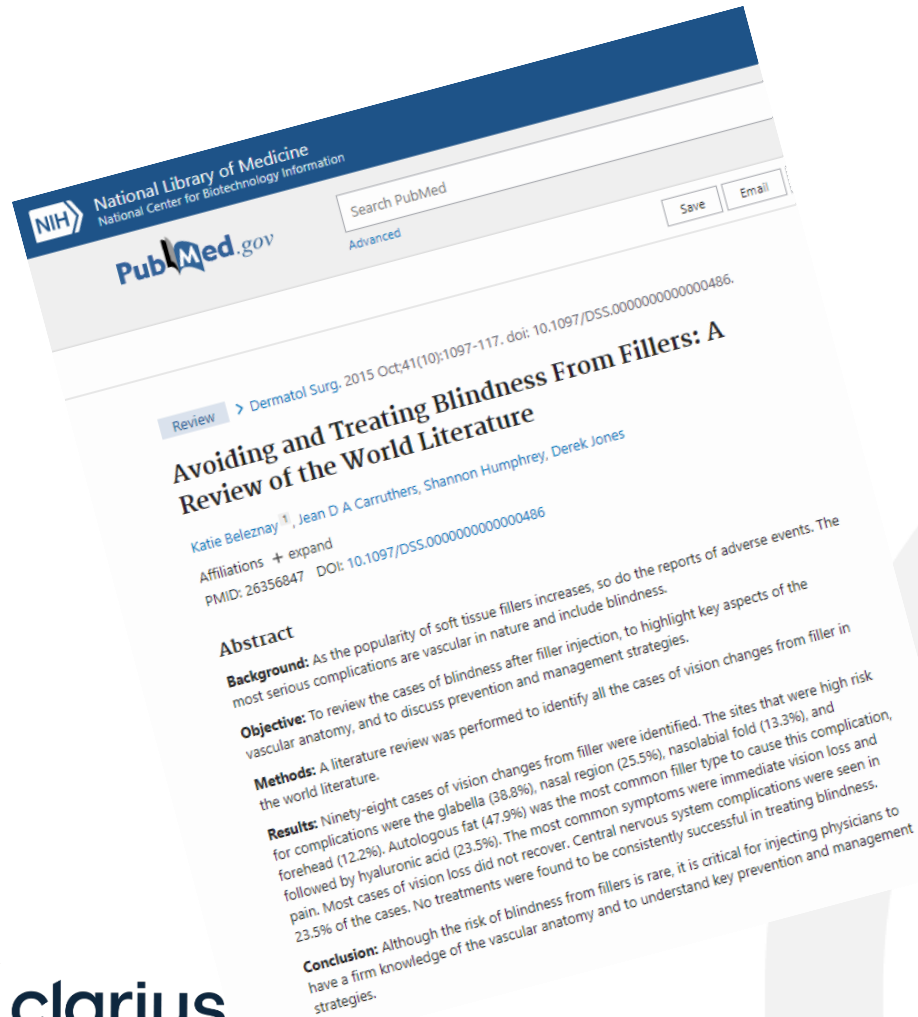 NIH
National Library of Medicine
National Center for Biotechnology Information
PubMed.gov
Search PubMed
Advanced
Save
Email
Review > Dermatol Surg. 2015 Oct;41(10):1097-117. doi: 10.1097/DSS.0000000000000486.
Avoiding and Treating Blindness From Fillers: A
Review of the World Literature
Katie Beleznay 1, Jean D A Carruthers, Shannon Humphrey, Derek Jones
Affiliations + expand
PMID: 26356847 DOI: 10.1097/DSS.0000000000000486
Abstract
Background: As the popularity of soft tissue fillers increases, so do the reports of adverse events. The
most serious complications are vascular in nature and include blindness.
Objective: To review the cases of blindness after filler injection, to highlight key aspects of the
vascular anatomy, and to discuss prevention and management strategies.
Methods: A literature review was performed to identify all the cases of vision changes from filler in
the world literature.
Results: Ninety-eight cases of vision changes from filler were identified. The sites that were high risk
for complications were the glabella (38.8%), nasal region (25.5%), nasolabial fold (13.3%), and
forehead (12.2%). Autologous fat (47.9%) was the most common filler type to cause this complication,
followed by hyaluronic acid (23.5%). The most common symptoms were immediate vision loss and
pain. Most cases of vision loss did not recover. Central nervous system complications were seen in
23.5% of the cases. No treatments were found to be consistently successful in treating blindness.
Conclusion: Although the risk of blindness from fillers is rare, it is critical for injecting physicians to
have a firm knowledge of the vascular anatomy and to understand key prevention and management
strategies.
clarius